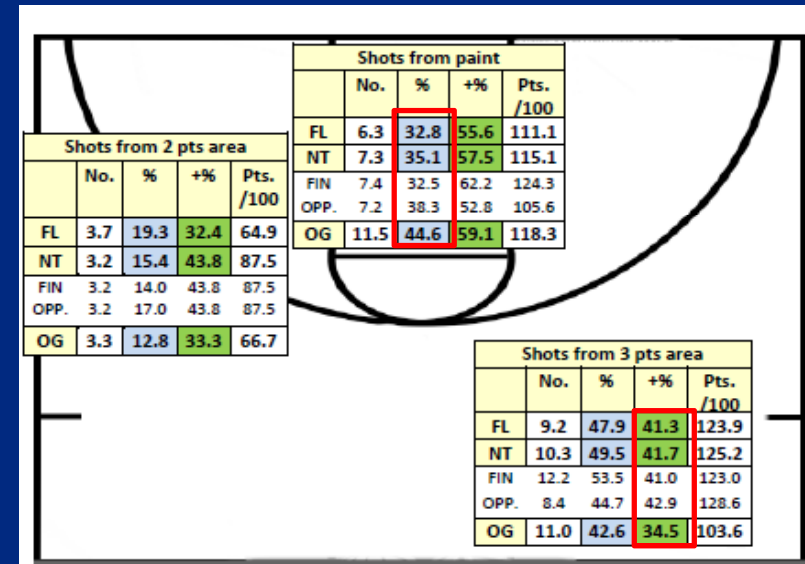 Shots from paint
No. % +% Pts. /100
FL 6.3 32.8 55.6 111.1
NT 7.3 35.1 57.5 115.1
FIN 7.4 32.5 62.2 124.3
OPP. 7.2 38.3 52.8 105.6
OG 11.5 44.6 59.1 118.3
Shots from 2 pts area
No. % +% Pts. /100
FL 3.7 19.3 32.4 64.9
NT 3.2 15.4 43.8 87.5
FIN 3.2 14.0 43.8 87.5
OPP. 3.2 17.0 43.8 87.5
OG 3.3 12.8 33.3 66.7
Shots from 3 pts area
No. % +% Pts. /100
FL 9.2 47.9 41.3 123.9
NT 10.3 49.5 41.7 125.2
FIN 12.2 53.5 41.0 123.0
OPP. 8.4 44.7 42.9 128.6
OG 11.0 42.6 34.5 103.6